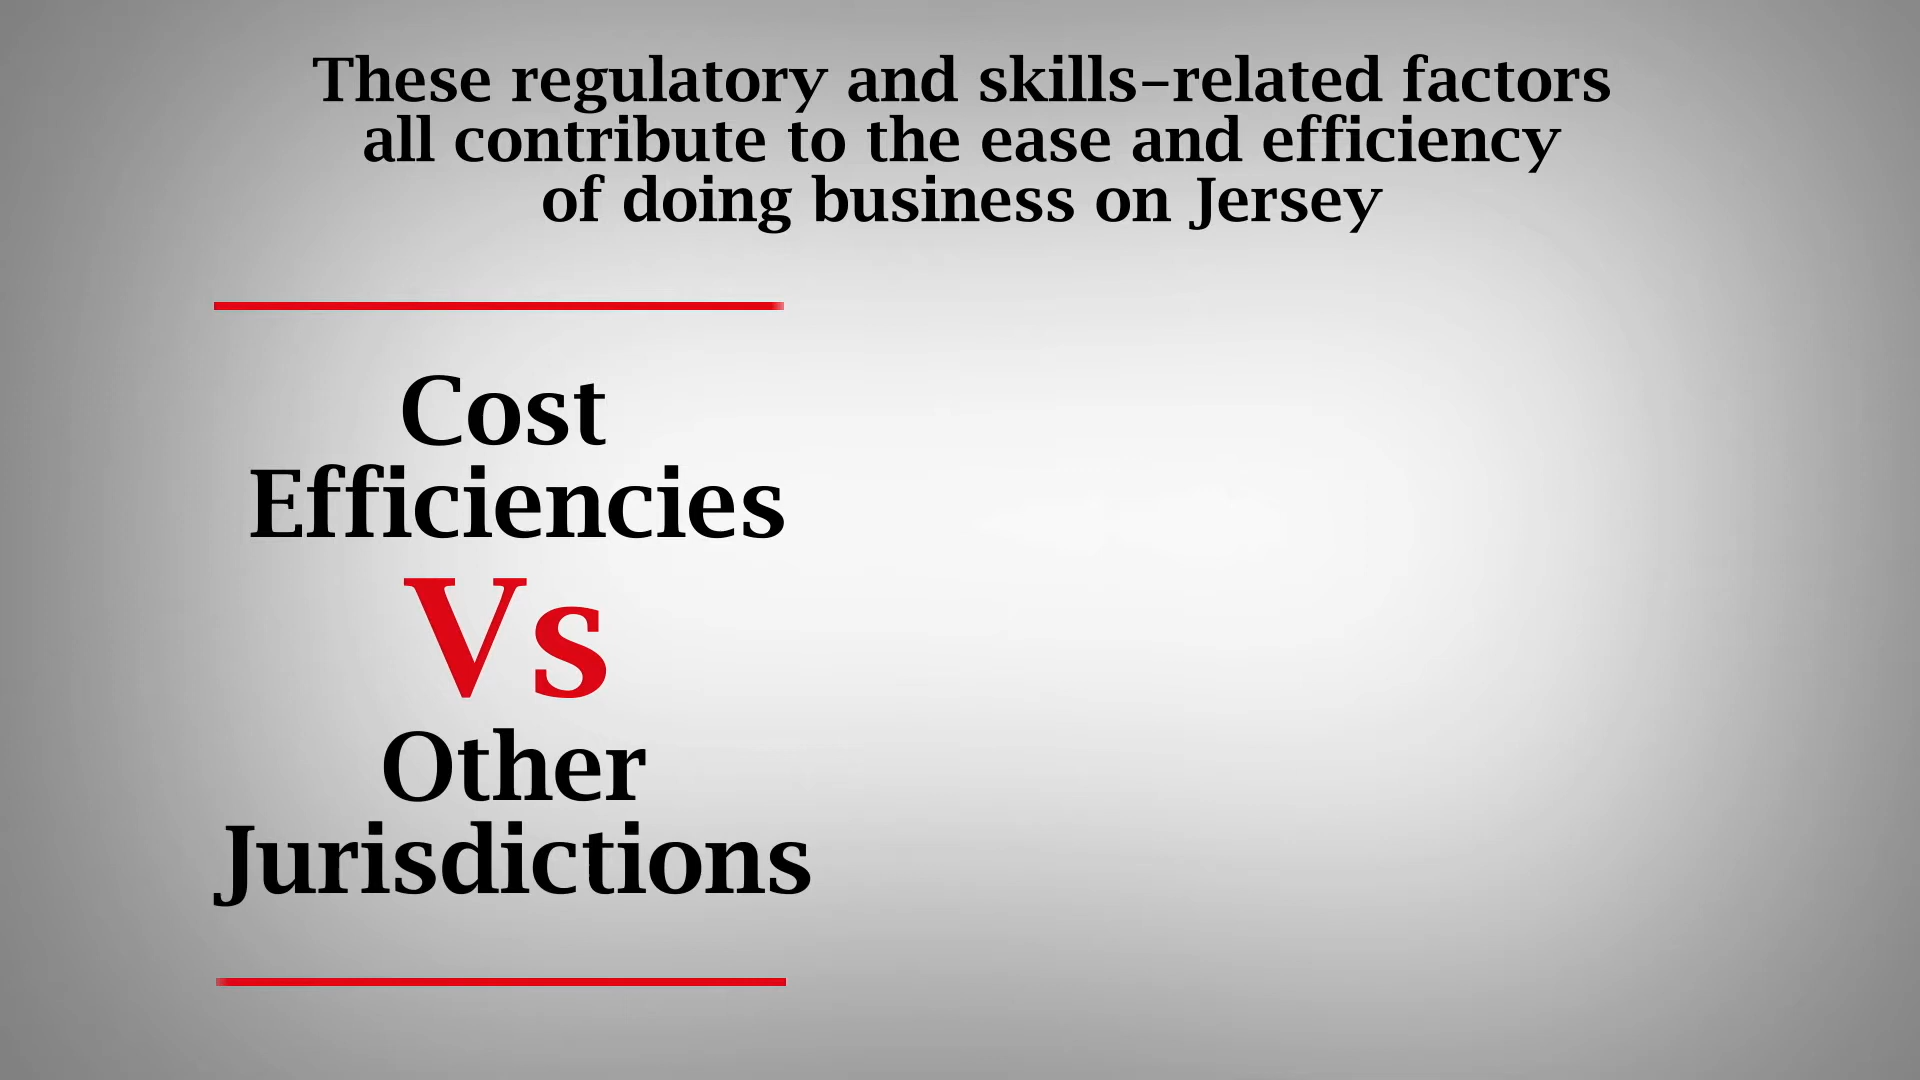 These regulatory and skills-related factors
all contribute to the ease and efficiency
of doing business on Jersey
Cost
Efficiencies
Vs
Other
Jurisdictions